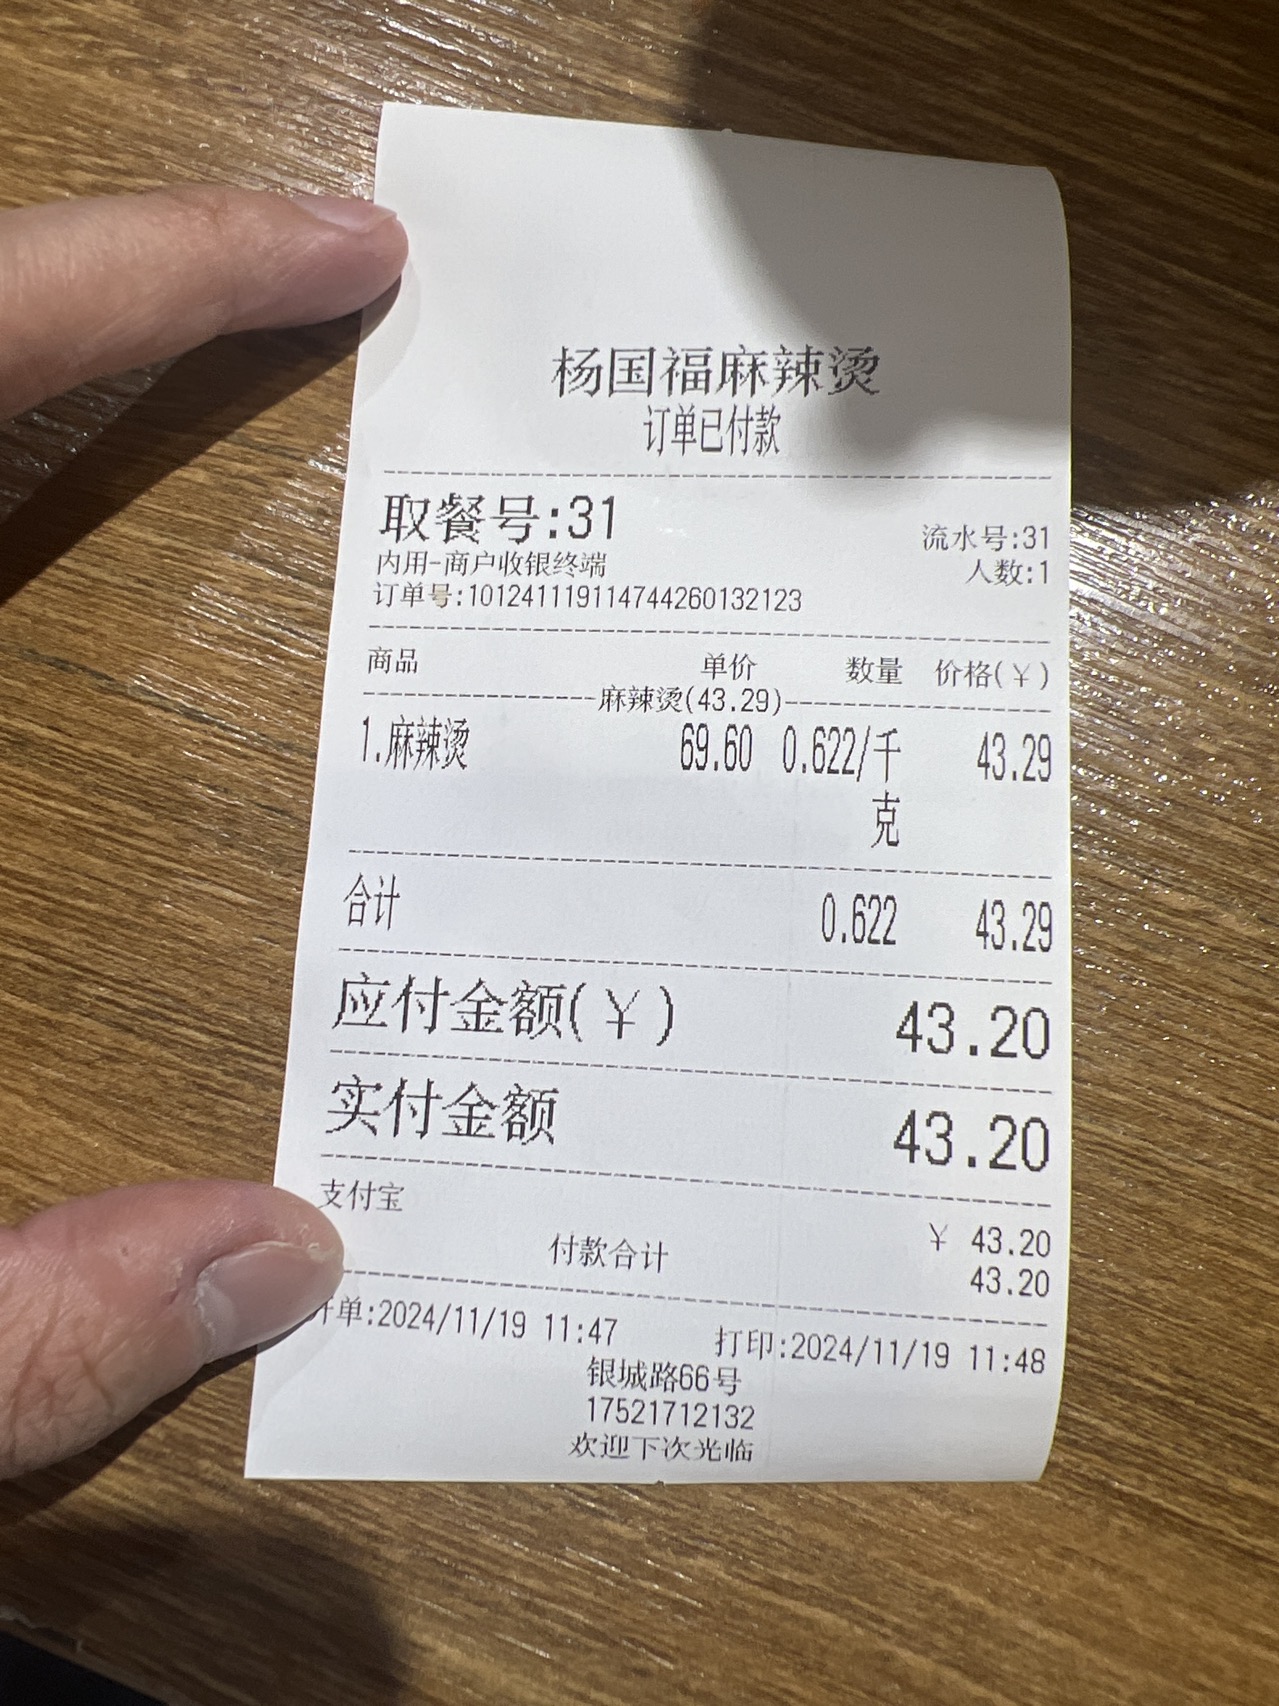 杨国福麻辣烫
订单已付款
取餐号:31
流水号:31
内用-商户收银终端
人数:1
订单号:101241119114744260132123
商品 单价 数量 价格(¥)
麻辣烫(43.29)
1.麻辣烫 69.60 0.622/千克 43.29
合计 0.622 43.29
应付金额(¥) 43.20
实付金额 43.20
支付宝 ¥ 43.20
付款合计 43.20
开单:2024/11/19 11:47 打印:2024/11/19 11:48
银城路66号
17521712132
欢迎下次光临